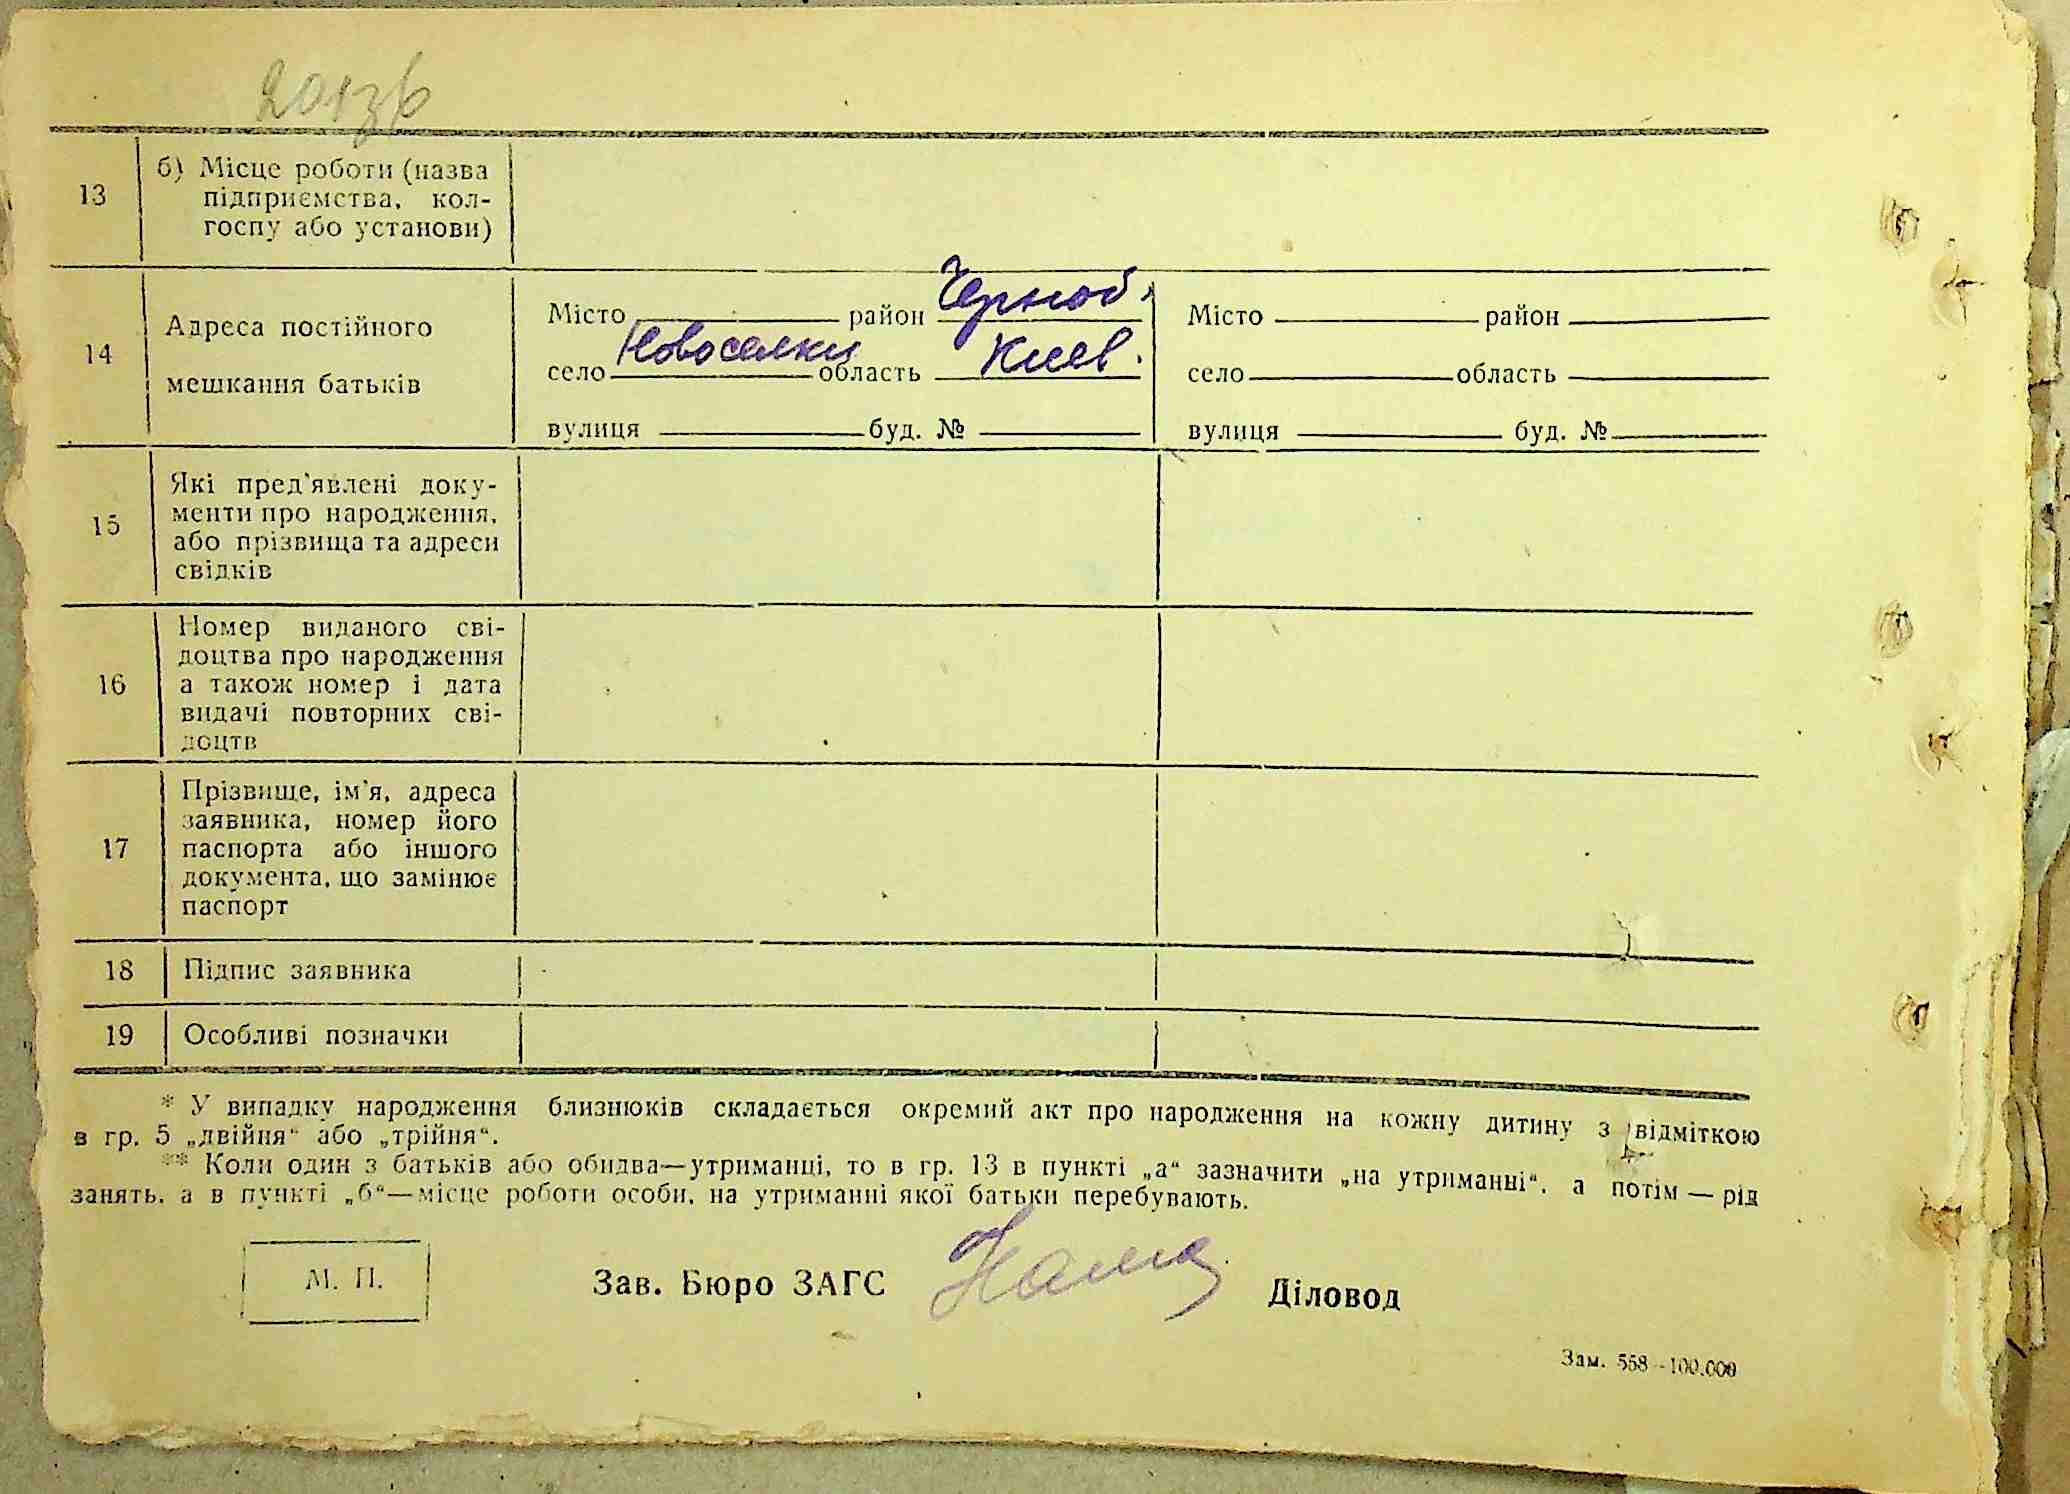 201зв
13
б) Місце роботи (назва
підприємства, кол-
госпу або установи)
14
Адреса постійного
мешкання батьків
Місто район Черноб.
село Новоселки область Киев.
вулиця буд. №
Місто район
село область
вулиця буд. №
15
Які пред'явлені доку-
менти про народження,
або прізвища та адреси
свідків
16
Номер виданого сві-
доцтва про народження
а також номер і дата
видачі повторних сві-
доцтв
17
Прізвище, ім'я, адреса
заявника, номер його
паспорта або іншого
документа, що замінює
паспорт
18 Підпис заявника
19 Особливі позначки
* У випадку народження близнюків складається окремий акт про народження на кожну дитину з відміткою
в гр. 5 „двійня“ або „трійня“.
** Коли один з батьків або обидва—утриманці, то в гр. 13 в пункті „а“ зазначити „на утриманні“, а потім — рід
занять, а в пункті „б“—місце роботи особи, на утриманні якої батьки перебувають.
М. П.
Зав. Бюро ЗАГС
Діловод
Зам. 558—100.000